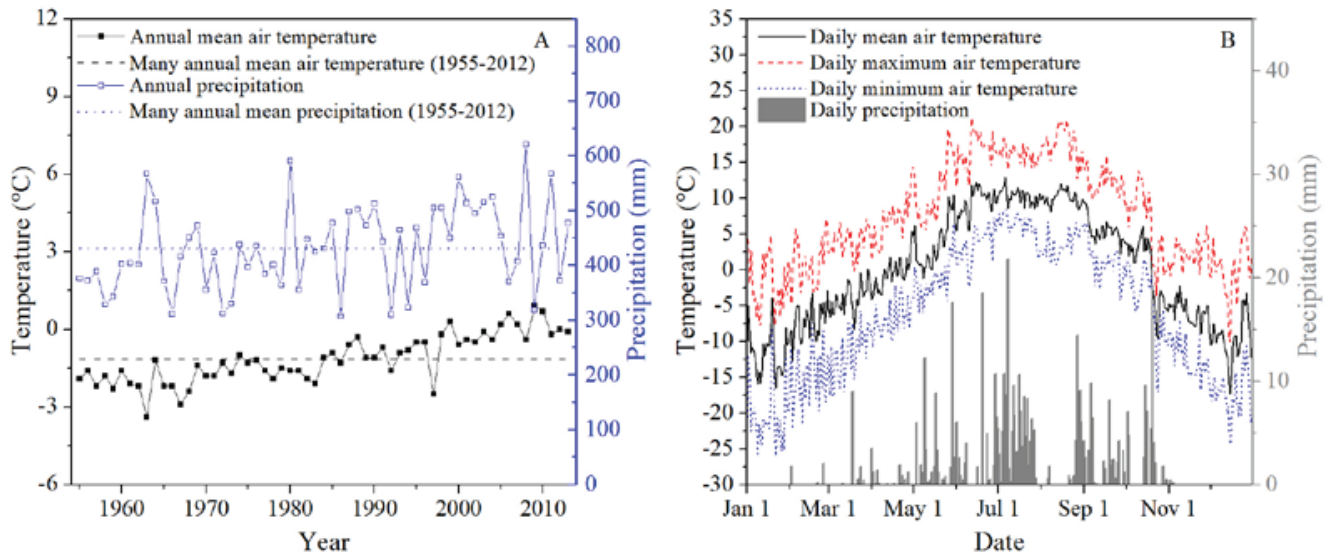 A
Annual mean air temperature
Many annual mean air temperature (1955-2012)
Annual precipitation
Many annual mean precipitation (1955-2012)
12
9
6
3
0
-3
-6
Temperature (°C)
800
700
600
500
400
300
200
100
0
Precipitation (mm)
1960
1970
1980
1990
2000
2010
Year
B
Daily mean air temperature
Daily maximum air temperature
Daily minimum air temperature
Daily precipitation
35
30
25
20
15
10
5
0
-5
-10
-15
-20
-25
-30
Temperature (°C)
40
30
20
10
0
Precipitation (mm)
Jan 1
Mar 1
May 1
Jul 1
Sep 1
Nov 1
Date